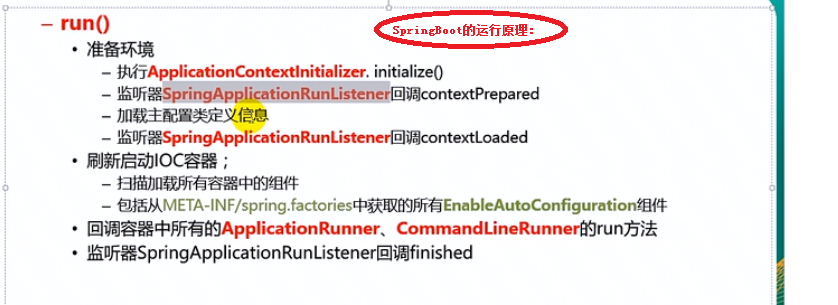 – run()
SpringBoot的运行原理:
• 准备环境
– 执行ApplicationContextInitializer. initialize()
– 监听器SpringApplicationRunListener回调contextPrepared
– 加载主配置类定义信息
– 监听器SpringApplicationRunListener回调contextLoaded
• 刷新启动IOC容器；
– 扫描加载所有容器中的组件
– 包括从META-INF/spring.factories中获取的所有EnableAutoConfiguration组件
• 回调容器中所有的ApplicationRunner、CommandLineRunner的run方法
• 监听器SpringApplicationRunListener回调finished